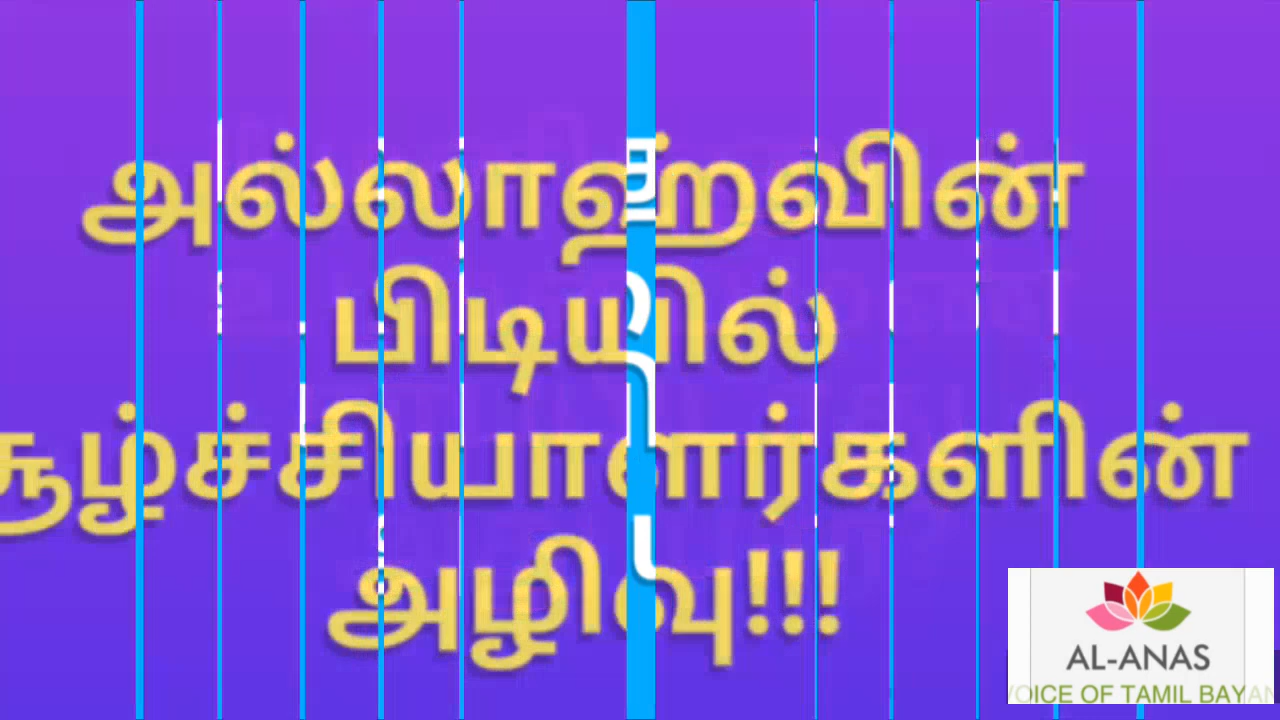 அல்லாஹ்வின்
பிடியில்
சூழ்ச்சியாளர்களின்
அழிவு!!!
AL-ANAS
VOICE OF TAMIL BAYAN